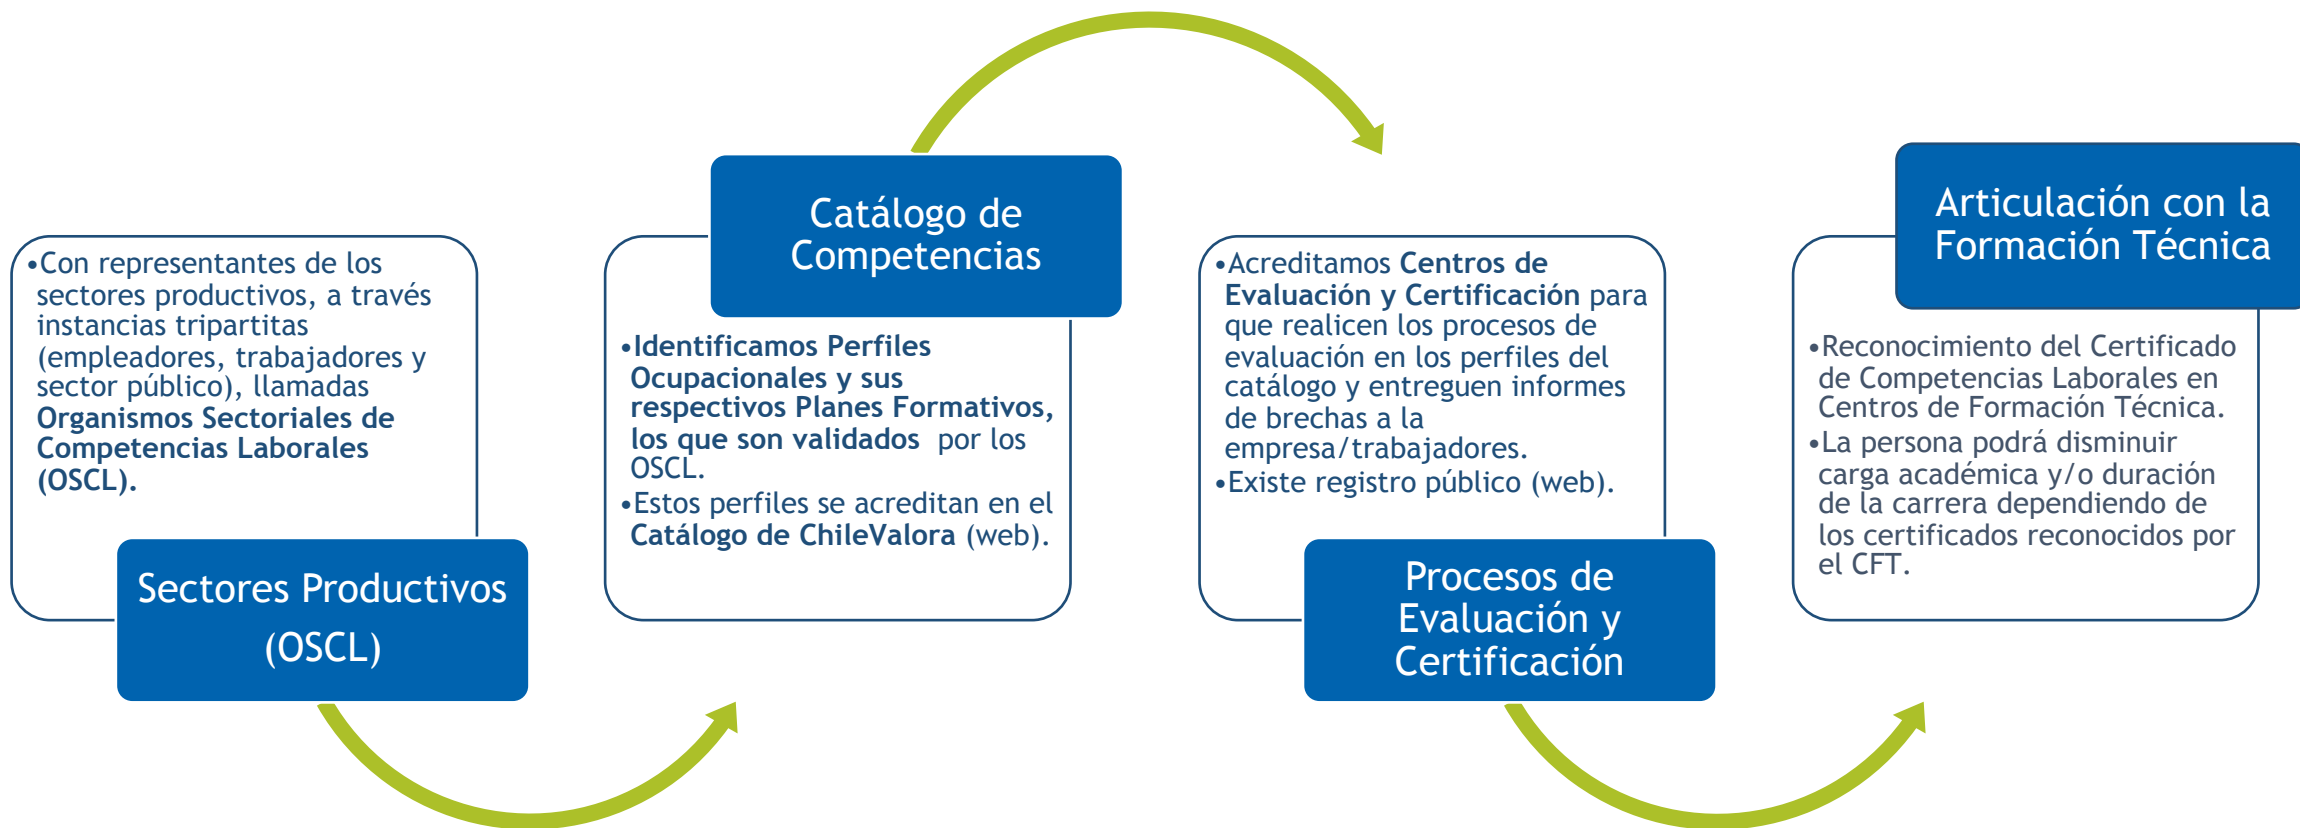 •Con representantes de los
sectores productivos, a través
instancias tripartitas
(empleadores, trabajadores y
sector público), llamadas
Organismos Sectoriales de
Competencias Laborales
(OSCL).
Sectores Productivos
(OSCL)
Catálogo de
Competencias
•Identificamos Perfiles
Ocupacionales y sus
respectivos Planes Formativos,
los que son validados por los
OSCL.
•Estos perfiles se acreditan en el
Catálogo de ChileValora (web).
•Acreditamos Centros de
Evaluación y Certificación para
que realicen los procesos de
evaluación en los perfiles del
catálogo y entreguen informes
de brechas a la
empresa/trabajadores.
•Existe registro público (web).
Procesos de
Evaluación y
Certificación
Articulación con la
Formación Técnica
•Reconocimiento del Certificado
de Competencias Laborales en
Centros de Formación Técnica.
•La persona podrá disminuir
carga académica y/o duración
de la carrera dependiendo de
los certificados reconocidos por
el CFT.